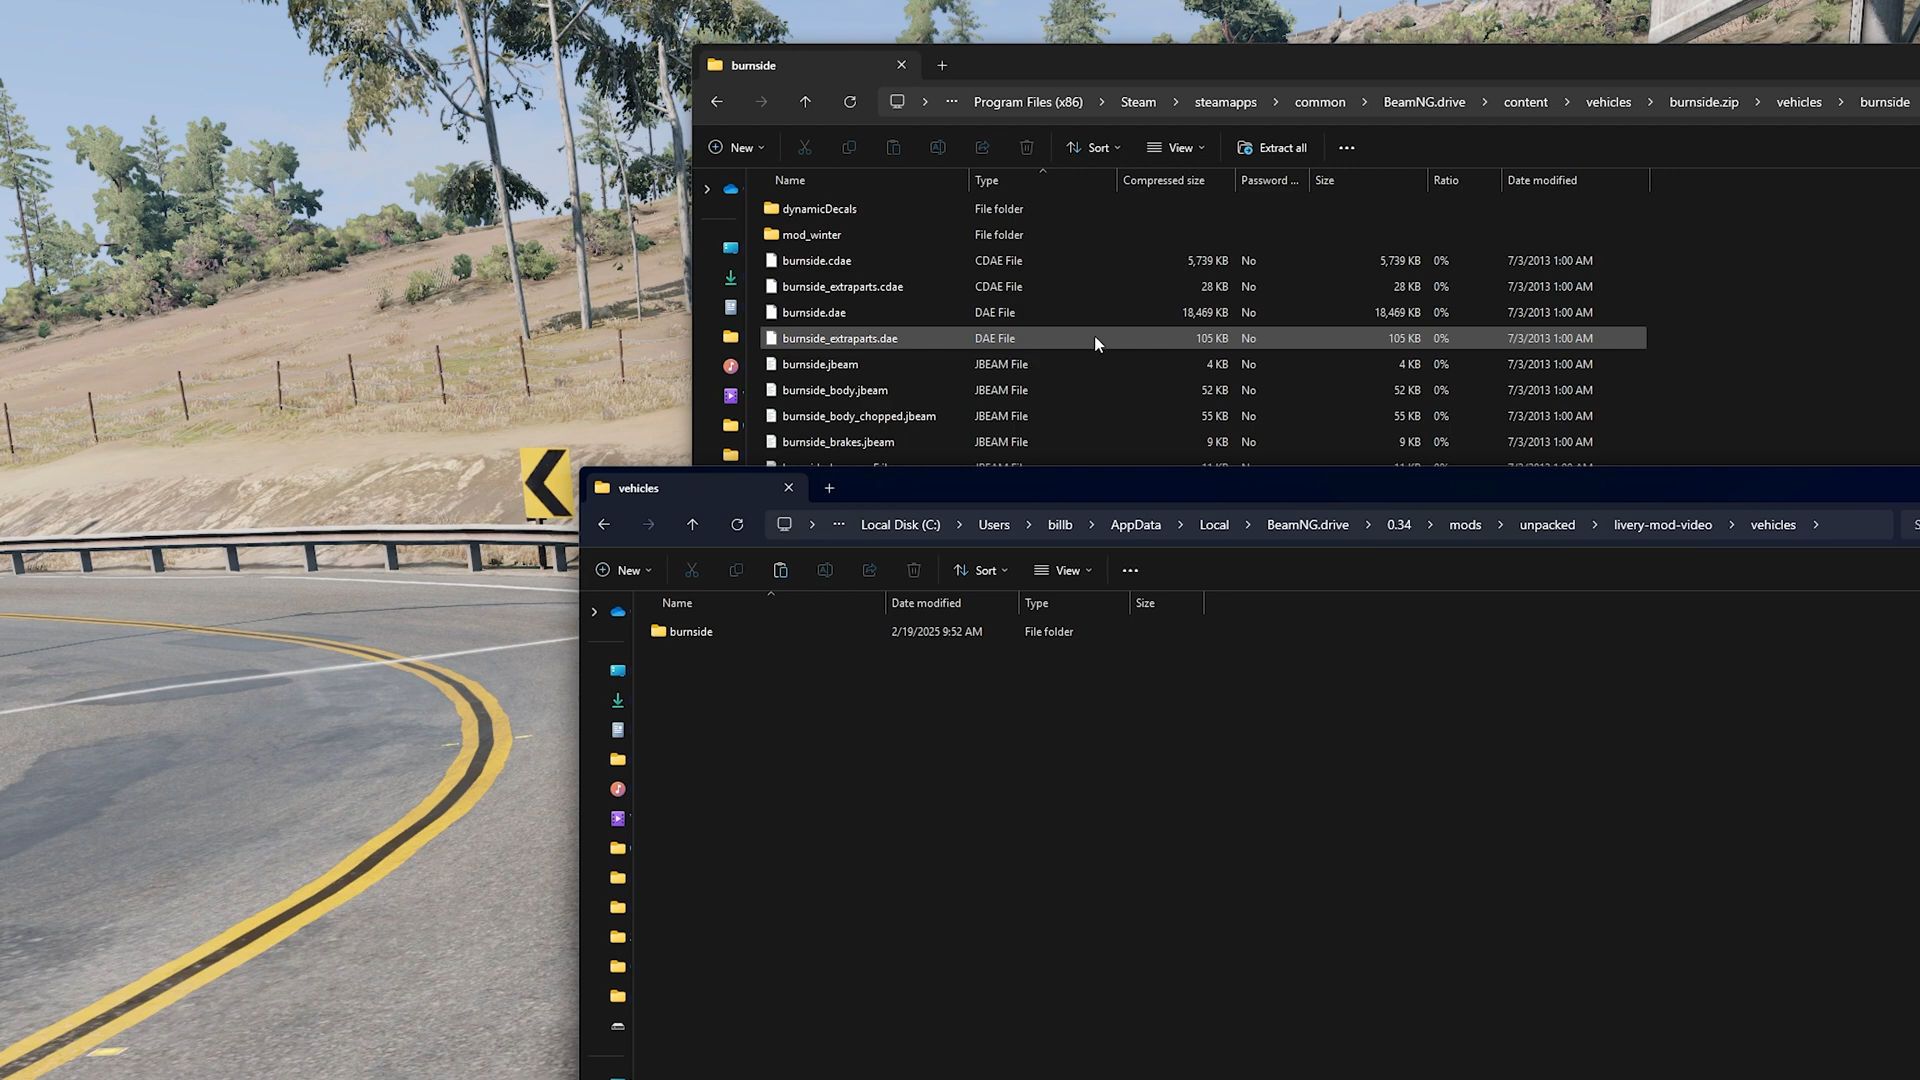 burnside
Program Files (x86) > Steam > steamapps > common > BeamNG.drive > content > vehicles > burnside.zip > vehicles > burnside
New Sort View Extract all
Name Type Compressed size Password ... Size Ratio Date modified
dynamicDecals File folder
mod_winter File folder
burnside.cdae CDAE File 5,739 KB No 5,739 KB 0% 7/3/2013 1:00 AM
burnside_extraparts.cdae CDAE File 28 KB No 28 KB 0% 7/3/2013 1:00 AM
burnside.dae DAE File 18,469 KB No 18,469 KB 0% 7/3/2013 1:00 AM
burnside_extraparts.dae DAE File 105 KB No 105 KB 0% 7/3/2013 1:00 AM
burnside.jbeam JBEAM File 4 KB No 4 KB 0% 7/3/2013 1:00 AM
burnside_body.jbeam JBEAM File 52 KB No 52 KB 0% 7/3/2013 1:00 AM
burnside_body_chopped.jbeam JBEAM File 55 KB No 55 KB 0% 7/3/2013 1:00 AM
burnside_brakes.jbeam JBEAM File 9 KB No 9 KB 0% 7/3/2013 1:00 AM
vehicles
Local Disk (C:) > Users > billb > AppData > Local > BeamNG.drive > 0.34 > mods > unpacked > livery-mod-video > vehicles >
New Sort View
Name Date modified Type Size
burnside 2/19/2025 9:52 AM File folder